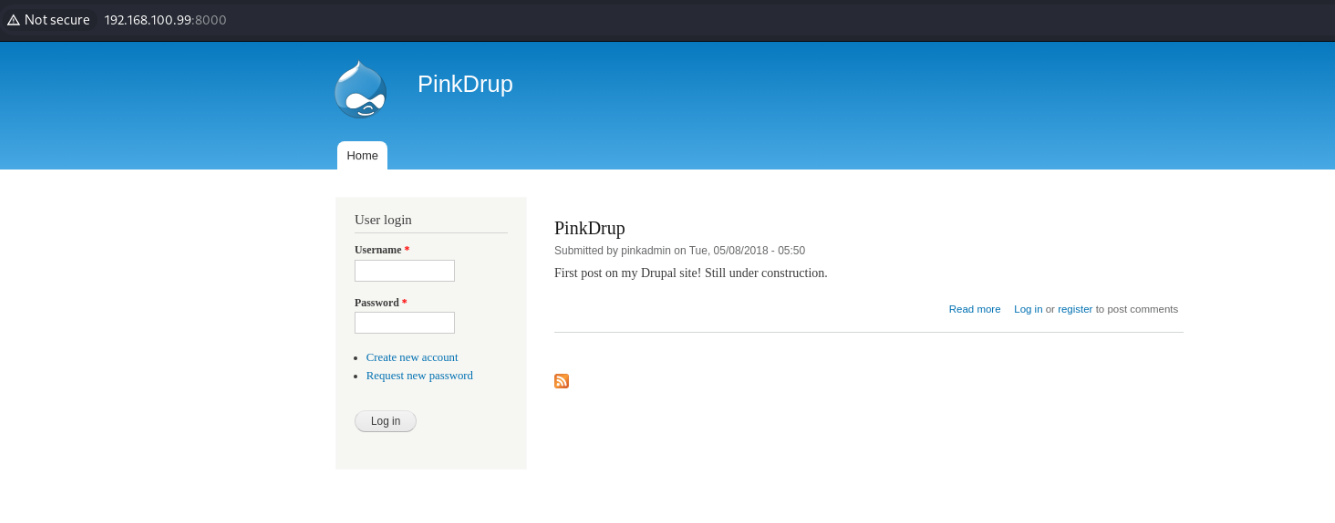 Not secure 192.168.100.99:8000
PinkDrup
Home
User login
Username *
Password *
Create new account
Request new password
Log in
PinkDrup
Submitted by pinkadmin on Tue, 05/08/2018 - 05:50
First post on my Drupal site! Still under construction.
Read more Log in or register to post comments